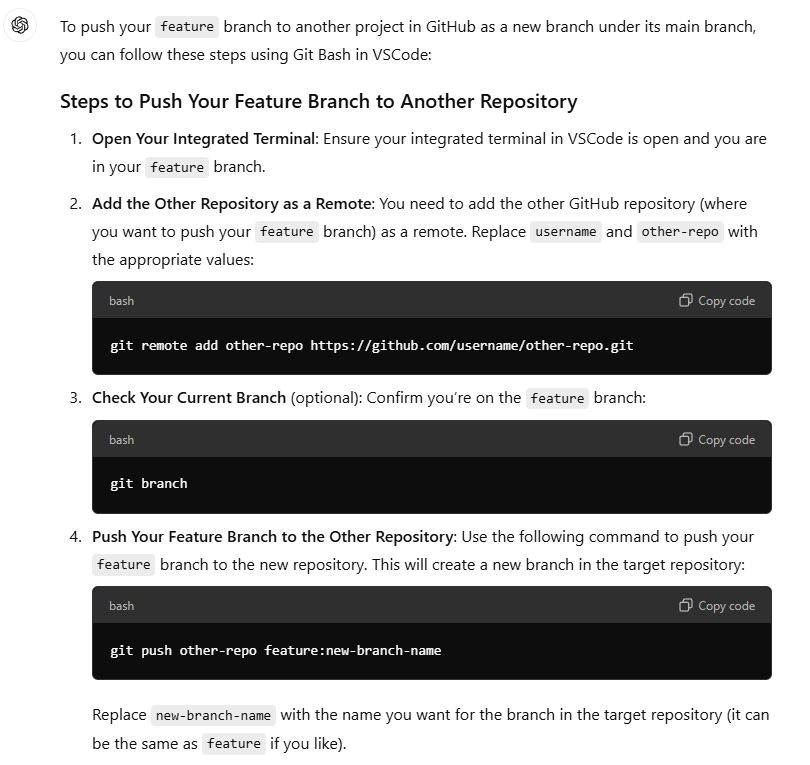 To push your feature branch to another project in GitHub as a new branch under its main branch,
you can follow these steps using Git Bash in VSCode:
Steps to Push Your Feature Branch to Another Repository
1. Open Your Integrated Terminal: Ensure your integrated terminal in VSCode is open and you are
in your feature branch.
2. Add the Other Repository as a Remote: You need to add the other GitHub repository (where
you want to push your feature branch) as a remote. Replace username and other-repo with
the appropriate values:
bash Copy code
git remote add other-repo https://github.com/username/other-repo.git
3. Check Your Current Branch (optional): Confirm you’re on the feature branch:
bash Copy code
git branch
4. Push Your Feature Branch to the Other Repository: Use the following command to push your
feature branch to the new repository. This will create a new branch in the target repository:
bash Copy code
git push other-repo feature:new-branch-name
Replace new-branch-name with the name you want for the branch in the target repository (it can
be the same as feature if you like).